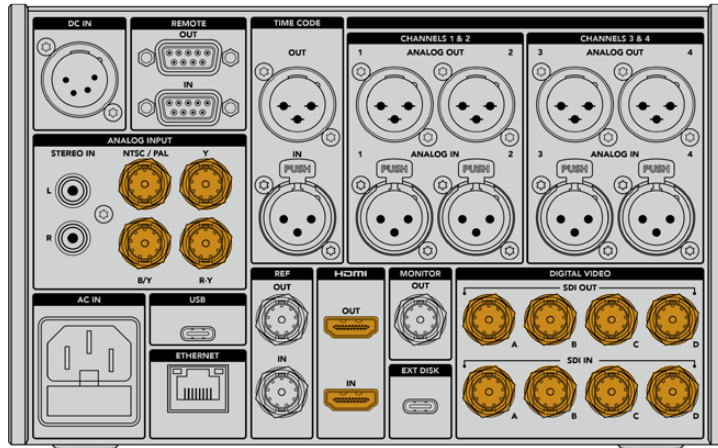 DC IN
REMOTE
OUT
IN
TIME CODE
OUT
IN
CHANNELS 1 & 2
1 ANALOG OUT 2
1 ANALOG IN 2
PUSH
PUSH
PUSH
CHANNELS 3 & 4
3 ANALOG OUT 4
3 ANALOG IN 4
PUSH
PUSH
ANALOG INPUT
STEREO IN
NTSC / PAL
Y
L
R
B/Y
R-Y
AC IN
USB
ETHERNET
REF
OUT
IN
HDMI
OUT
IN
MONITOR
OUT
EXT DISK
DIGITAL VIDEO
SDI OUT
A B C D
SDI IN
A B C D